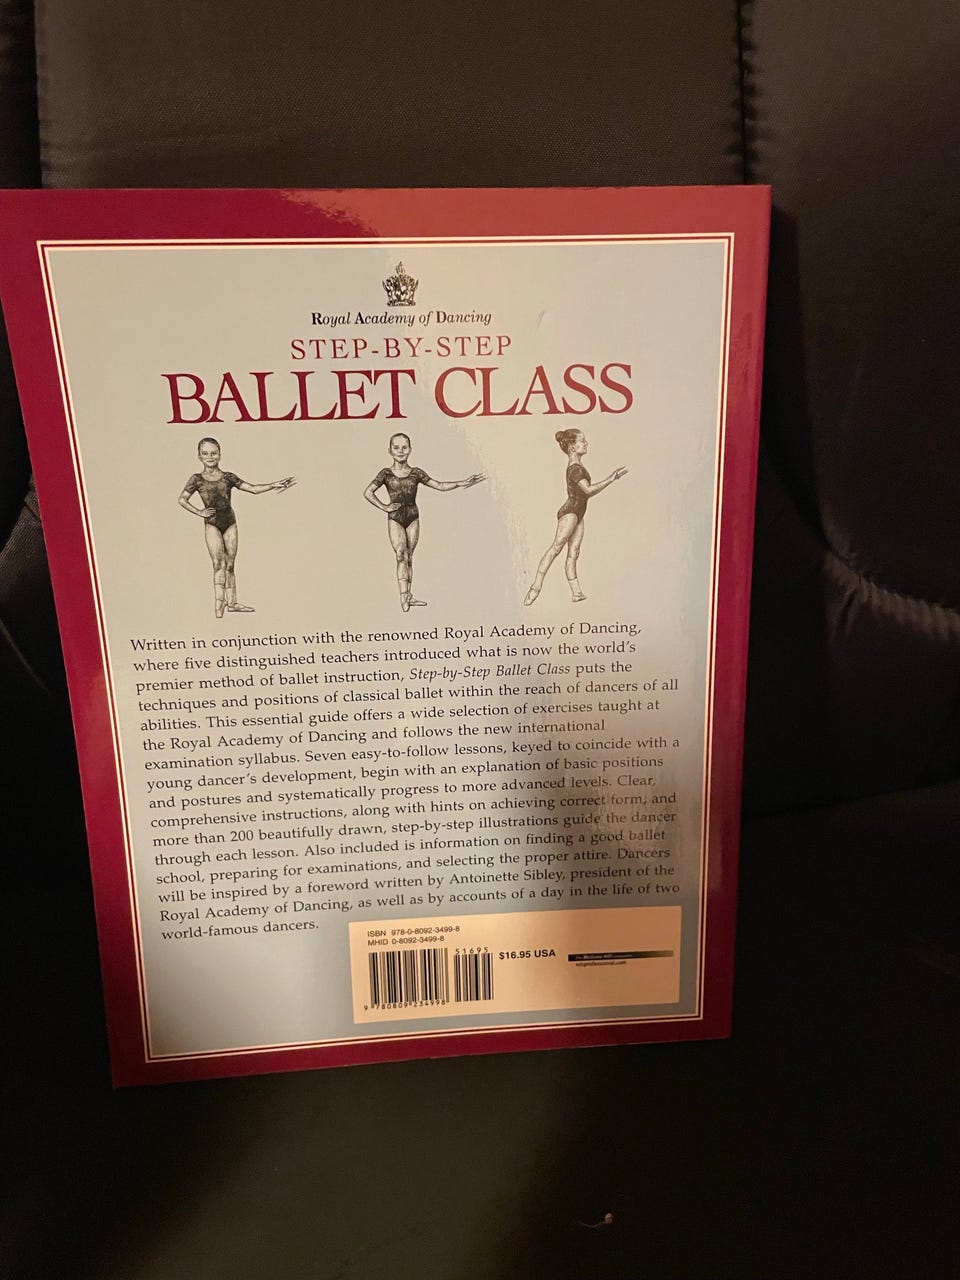 Royal Academy of Dancing
STEP-BY-STEP
BALLET CLASS
Written in conjunction with the renowned Royal Academy of Dancing,
where five distinguished teachers introduced what is now the world's
premier method of ballet instruction, Step-by-Step Ballet Class puts the
techniques and positions of classical ballet within the reach of dancers of all
abilities. This essential guide offers a wide selection of exercises taught at
the Royal Academy of Dancing and follows the new international
examination syllabus. Seven easy-to-follow lessons, keyed to coincide with a
young dancer's development, begin with an explanation of basic positions
and postures and systematically progress to more advanced levels. Clear,
comprehensive instructions, along with hints on achieving correct form, and
more than 200 beautifully drawn, step-by-step illustrations guide the dancer
through each lesson. Also included is information on finding a good ballet
school, preparing for examinations, and selecting the proper attire. Dancers
will be inspired by a foreword written by Antoinette Sibley, president of the
Royal Academy of Dancing, as well as by accounts of a day in the life of two
world-famous dancers.
ISBN 978-0-8092-3499-8
MHID 0-8092-3499-8
51695
$16.95 USA
The McGraw-Hill Companies
9 780809 234998